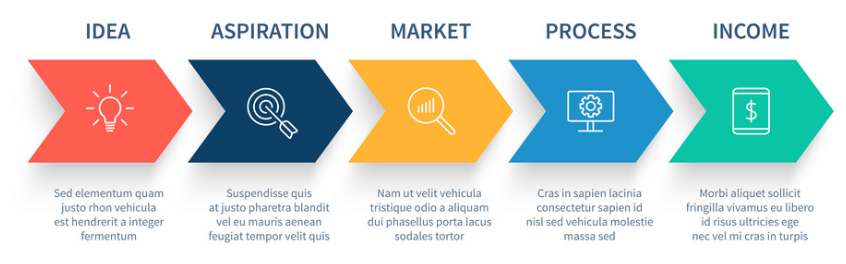 IDEA
ASPIRATION
MARKET
PROCESS
INCOME
$
Sed elementum quam
justo rhon vehicula
est hendrerit a integer
fermentum
Suspendisse quis
at justo pharetra blandit
vel eu mauris aenean
feugiat tempor velit quis
Nam ut velit vehicula
tristique odio a aliquam
dui phasellus porta lacus
sodales tortor
Cras in sapien lacinia
consectetur sapien id
nisl sed vehicula molestie
massa sed
Morbi aliquet sollicit
fringilla vivamus eu libero
id risus ultricies ege
nec vel mi cras in turpis